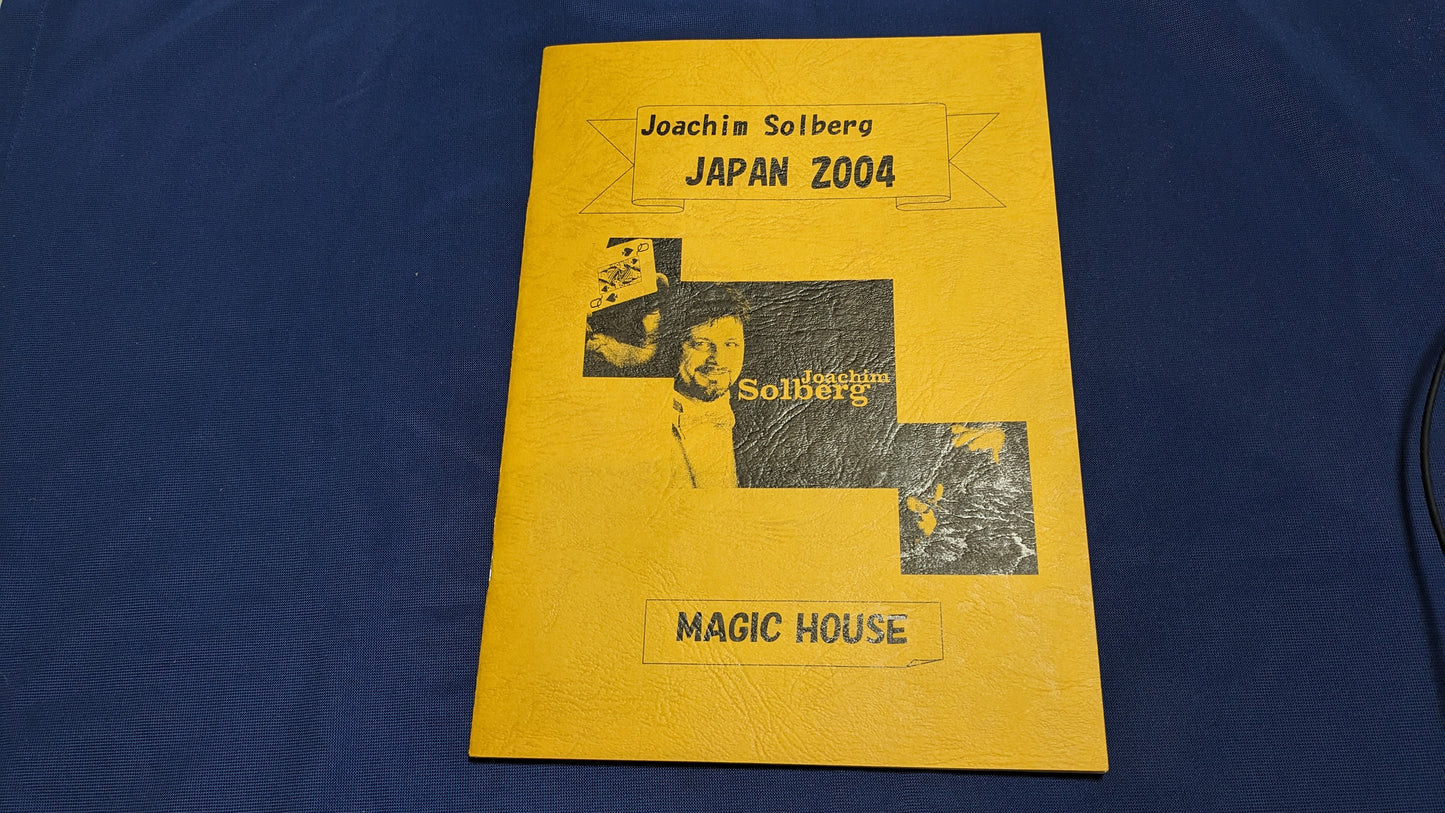 Joachim Solberg
JAPAN 2004
Q
Q
Joachim
Solberg
MAGIC HOUSE